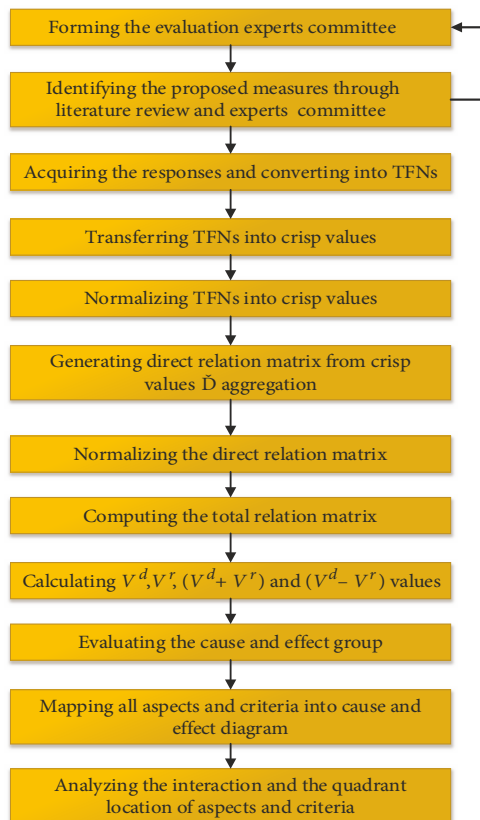 Forming the evaluation experts committee
Identifying the proposed measures through
literature review and experts committee
Acquiring the responses and converting into TFNs
Transferring TFNs into crisp values
Normalizing TFNs into crisp values
Generating direct relation matrix from crisp
values Ď aggregation
Normalizing the direct relation matrix
Computing the total relation matrix
Calculating V^d, V^r, (V^d + V^r) and (V^d − V^r) values
Evaluating the cause and effect group
Mapping all aspects and criteria into cause and
effect diagram
Analyzing the interaction and the quadrant
location of aspects and criteria